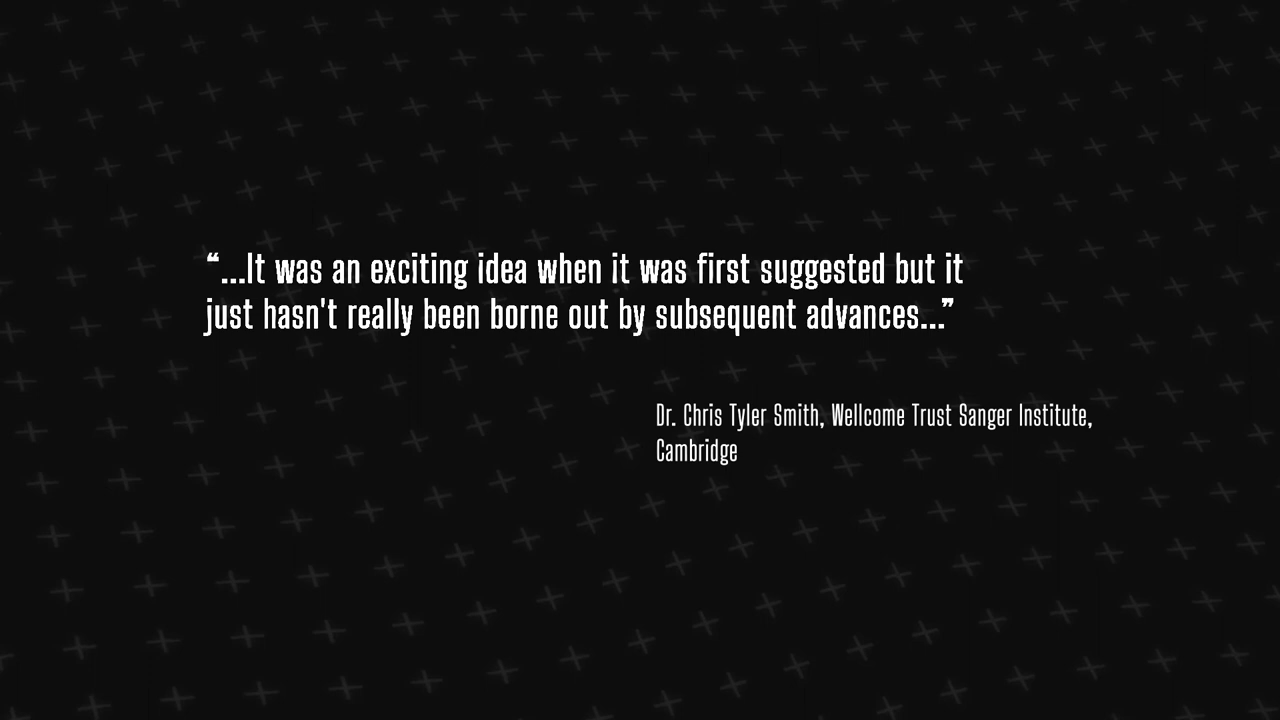 “...It was an exciting idea when it was first suggested but it
just hasn't really been borne out by subsequent advances...”
Dr. Chris Tyler Smith, Wellcome Trust Sanger Institute,
Cambridge